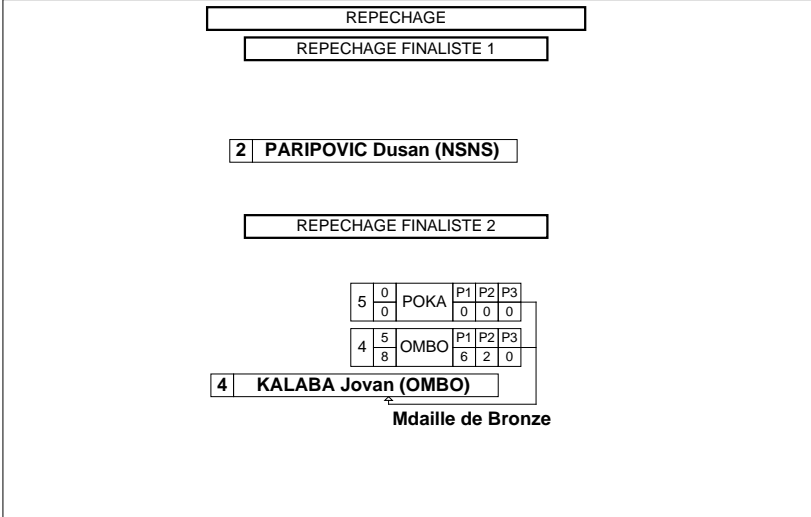 REPECHAGE
REPECHAGE FINALISTE 1
2 PARIPOVIC Dusan (NSNS)
REPECHAGE FINALISTE 2
5 0 POKA P1 P2 P3
0 0 0 0
4 5 OMBO P1 P2 P3
8 6 2 0
4 KALABA Jovan (OMBO)
Mdaille de Bronze